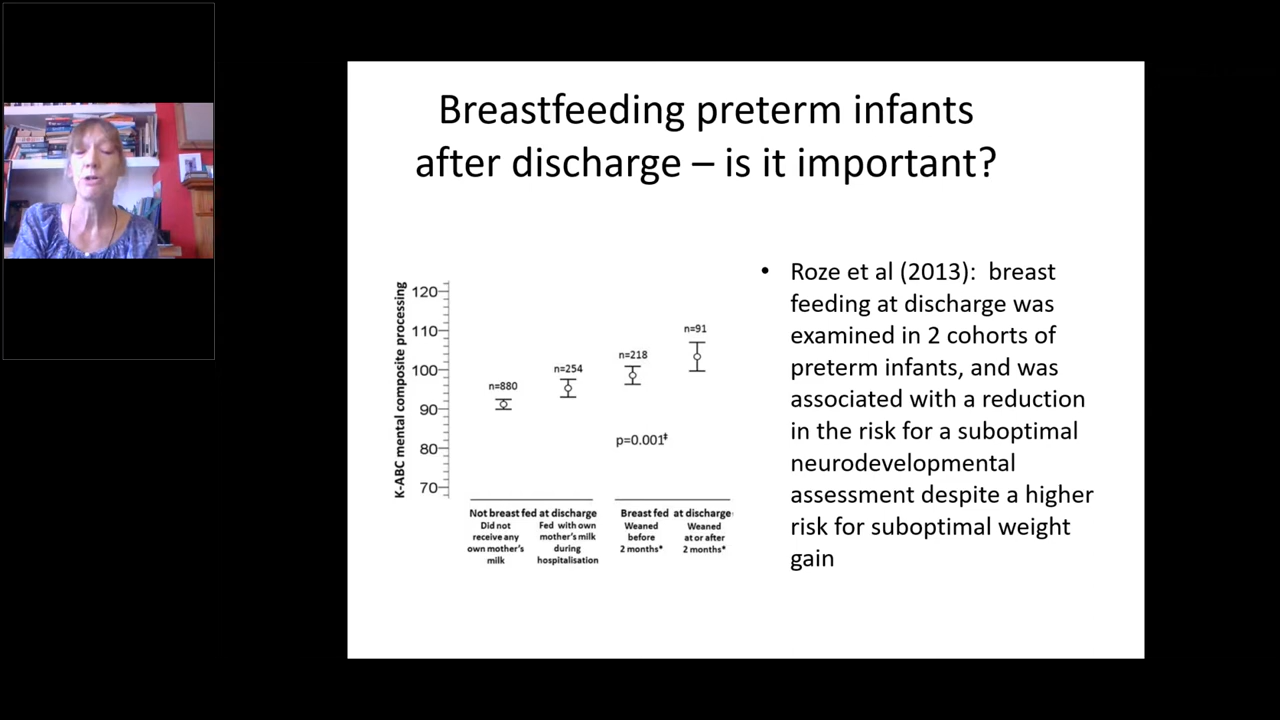 Breastfeeding preterm infants
after discharge – is it important?
K-ABC mental composite processing
120
110
100
90
80
70
n=880
n=254
n=218
n=91
p=0.001‡
Not breast fed at discharge
Breast fed at discharge
Did not
receive any
own mother's
milk
Fed with own
mother's milk
during
hospitalisation
Weaned
before
2 months*
Weaned
at or after
2 months*
• Roze et al (2013): breast
feeding at discharge was
examined in 2 cohorts of
preterm infants, and was
associated with a reduction
in the risk for a suboptimal
neurodevelopmental
assessment despite a higher
risk for suboptimal weight
gain